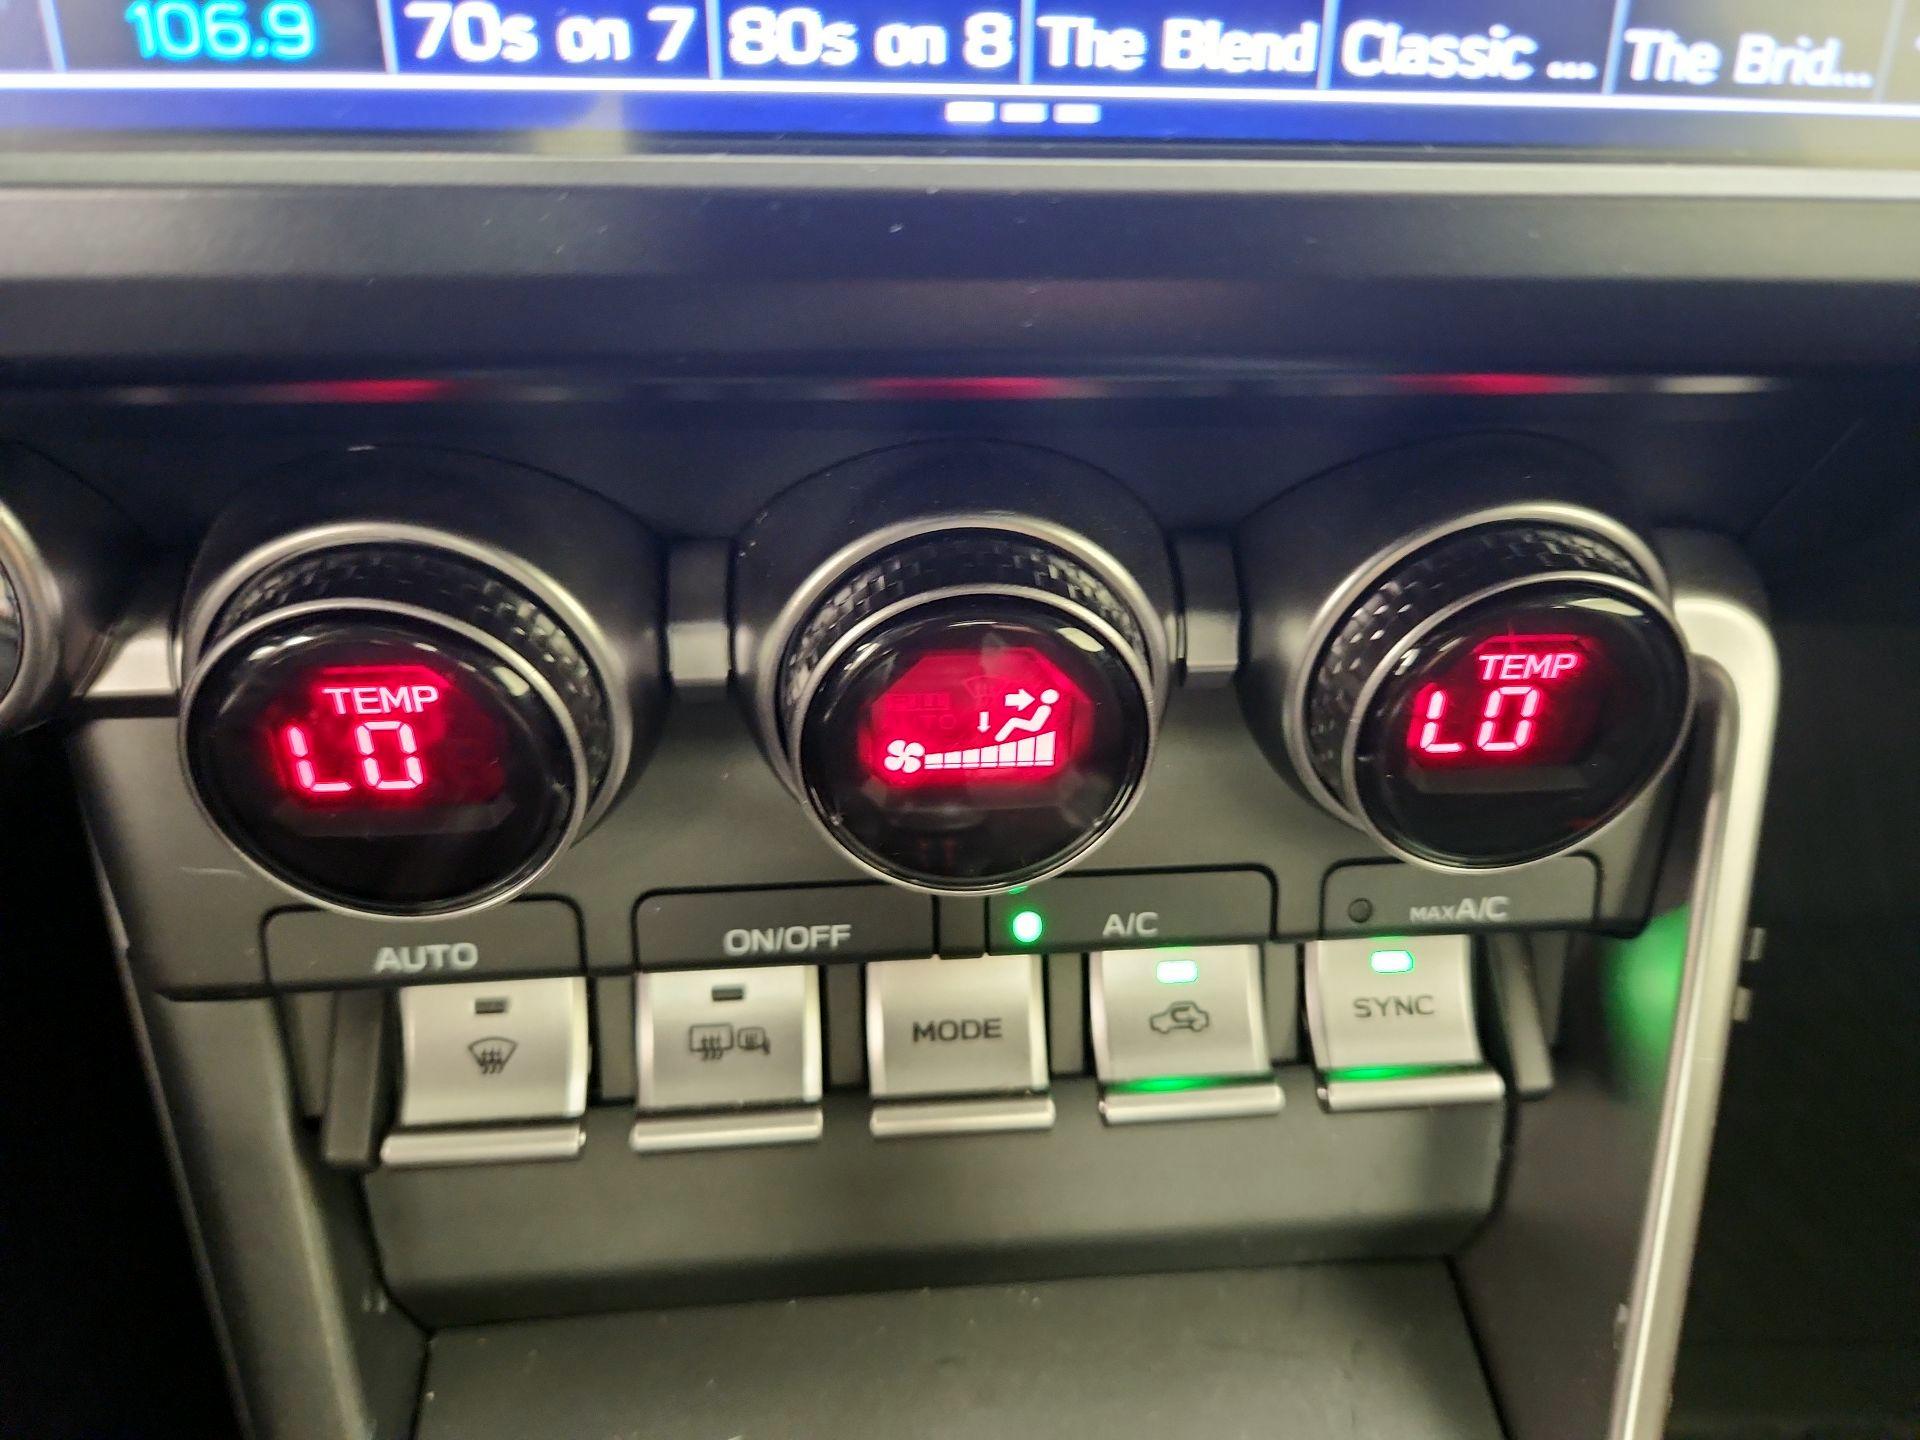 106.9
70s on 7
80s on 8
The Blend
Classic ...
The Brid...
TEMP
LO
TEMP
LO
AUTO
ON/OFF
A/C
MAX A/C
MODE
SYNC